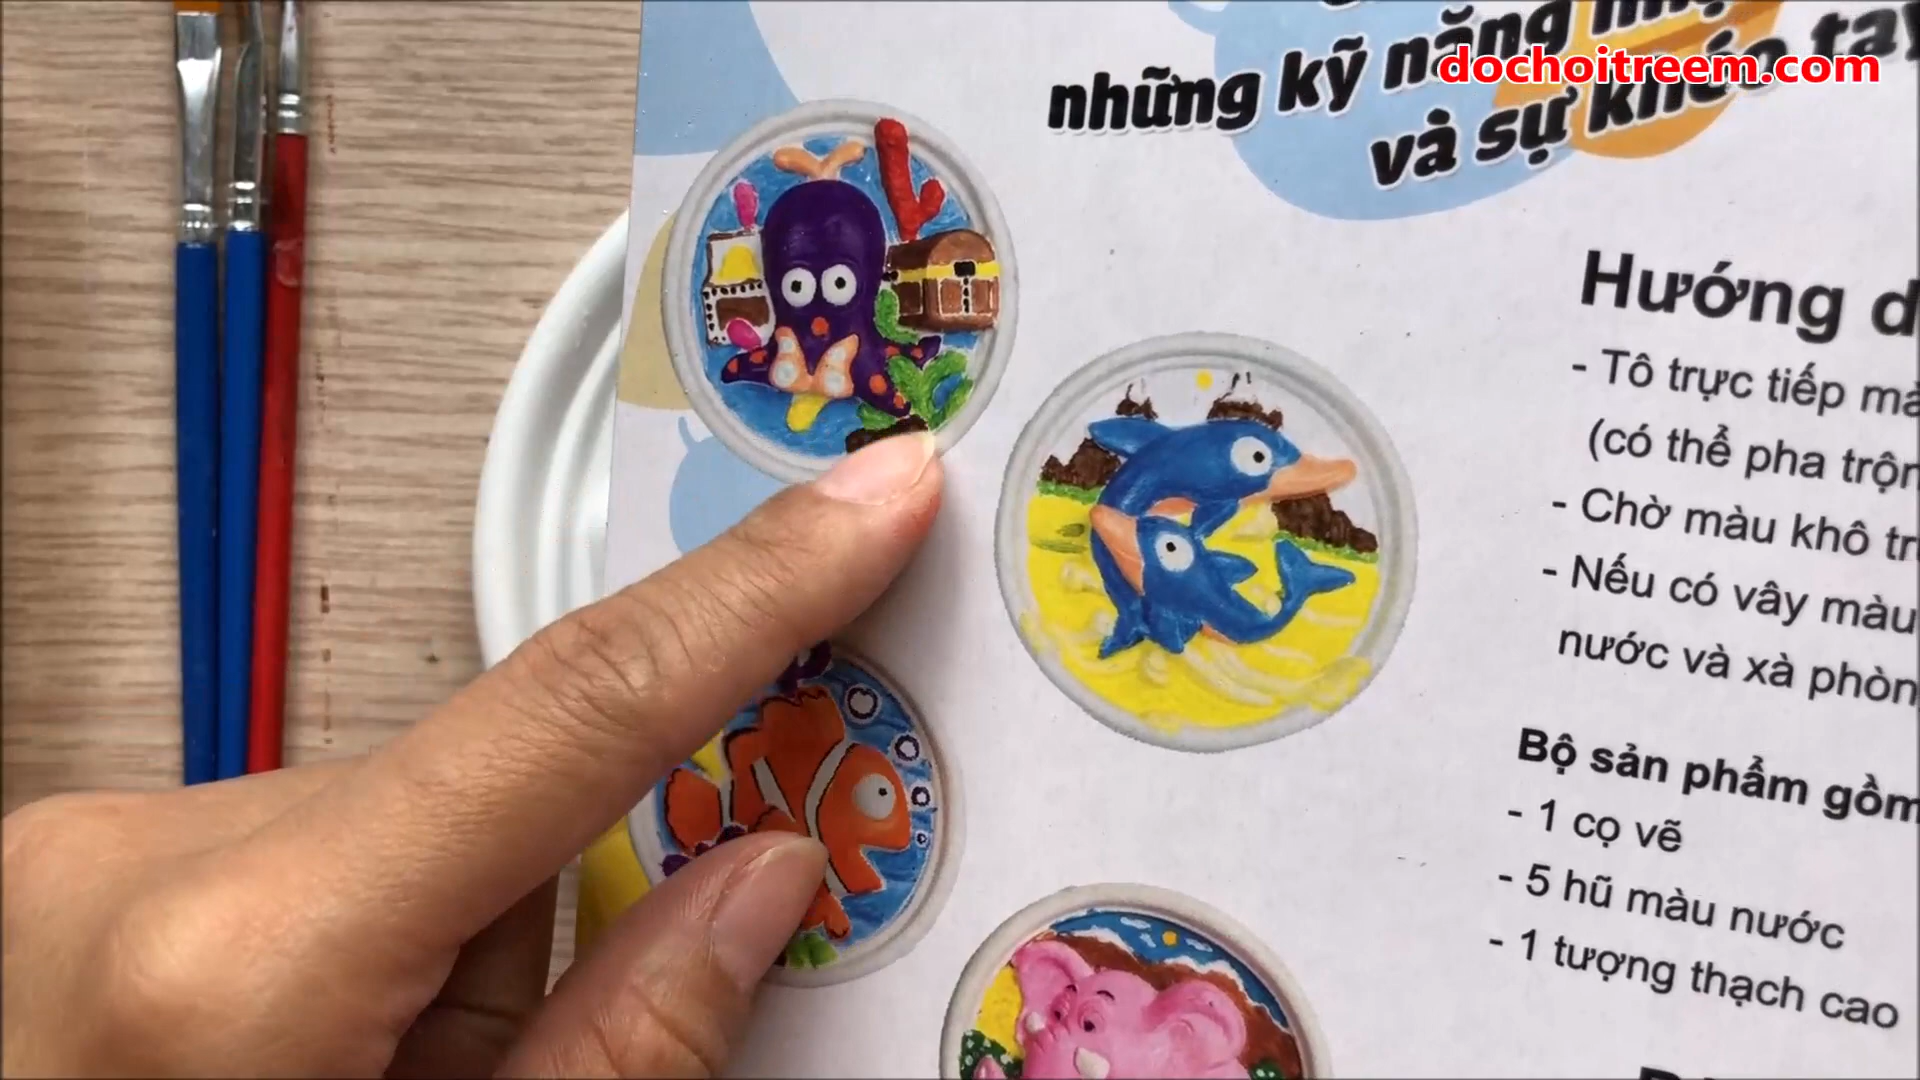 dochoitreem.com
những kỹ năng
và sự khéo tay
Hướng
- Tô trực tiếp
(có thể pha trộn
- Chờ màu khô
- Nếu có vây màu
nước và xà phòn
Bộ sản phẩm gồm
- 1 cọ vẽ
- 5 hũ màu nước
- 1 tượng thạch cao